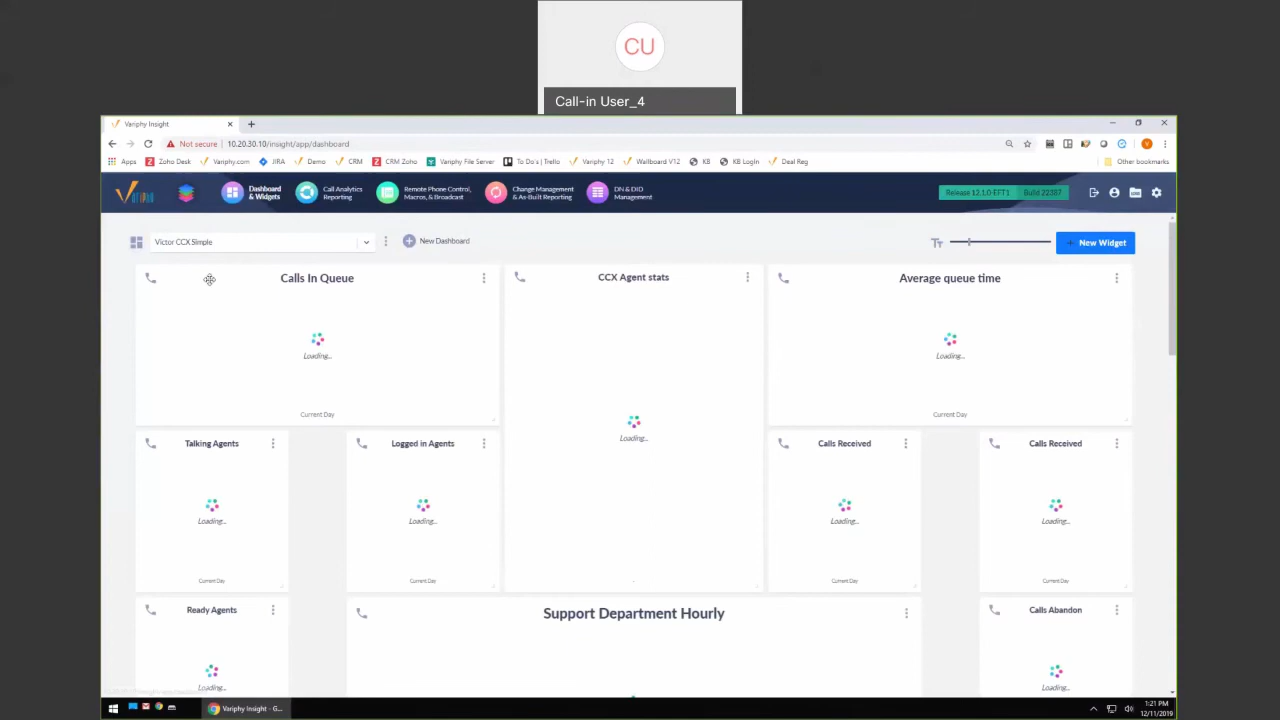 CU
Call-in User_4
Variphy Insight
Not secure | 10.20.30.10/insight/app/dashboard
Apps Zoho Desk Variphy.com JIRA Demo CRM CRM Zoho Variphy File Server To Do's | Trello Variphy 12 Wallboard V12 KB KB Login Deal Reg Other bookmarks
Dashboard & Widgets
Call Analytics Reporting
Remote Phone Control, Macros, & Broadcast
Change Management & As-Built Reporting
DN & DID Management
Release 12.1.0-EFT1 Build 22387
Victor CCX Simple
New Dashboard
Tr
+ New Widget
Calls In Queue
CCX Agent stats
Average queue time
Loading...
Loading...
Current Day
Current Day
Loading...
Talking Agents
Logged in Agents
Calls Received
Calls Received
Loading...
Loading...
Loading...
Loading...
Current Day
Current Day
Current Day
Current Day
Ready Agents
Support Department Hourly
Calls Abandon
Loading...
Loading...
Variphy Insight - G...
1:21 PM
12/11/2019